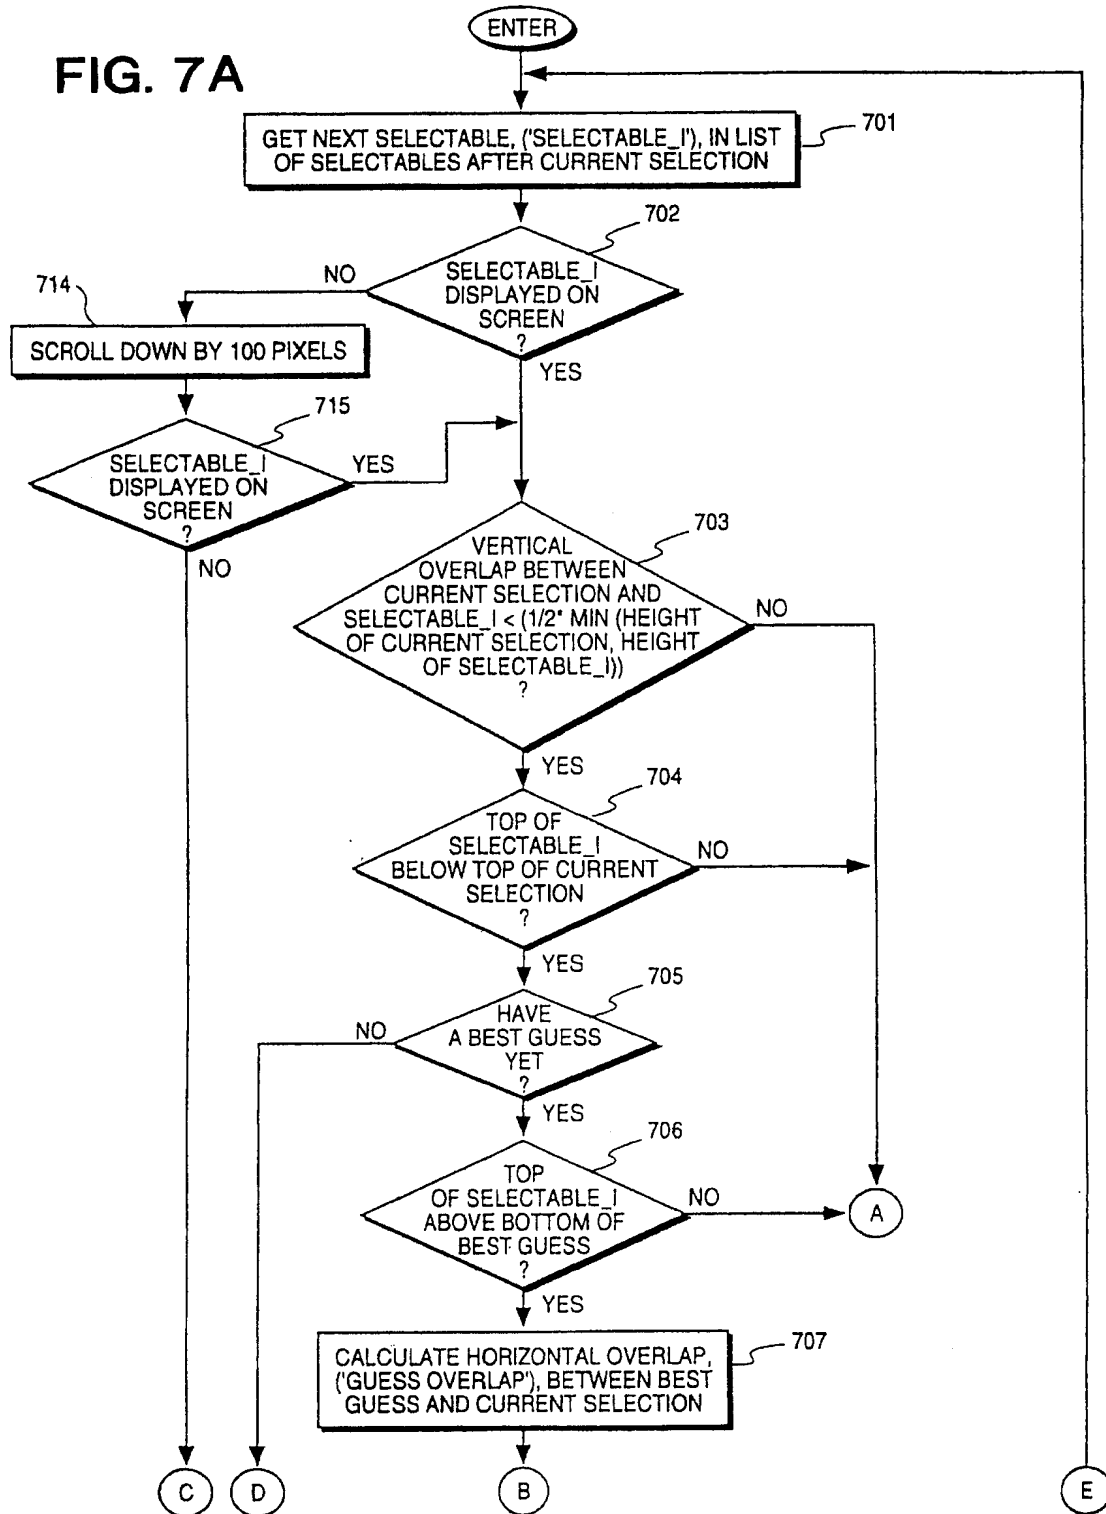 FIG. 7A
ENTER
GET NEXT SELECTABLE, ('SELECTABLE_I'), IN LIST
OF SELECTABLES AFTER CURRENT SELECTION
701
702
SELECTABLE_I
DISPLAYED ON
SCREEN
?
NO
YES
714
SCROLL DOWN BY 100 PIXELS
715
SELECTABLE_I
DISPLAYED ON
SCREEN
?
YES
NO
703
VERTICAL
OVERLAP BETWEEN
CURRENT SELECTION AND
SELECTABLE_I < (1/2* MIN (HEIGHT
OF CURRENT SELECTION, HEIGHT
OF SELECTABLE_I))
?
NO
YES
704
TOP OF
SELECTABLE_I
BELOW TOP OF CURRENT
SELECTION
?
NO
YES
705
HAVE
A BEST GUESS
YET
?
NO
YES
706
TOP
OF SELECTABLE_I
ABOVE BOTTOM OF
BEST GUESS
?
NO
A
YES
707
CALCULATE HORIZONTAL OVERLAP,
('GUESS OVERLAP'), BETWEEN BEST
GUESS AND CURRENT SELECTION
C
D
B
E